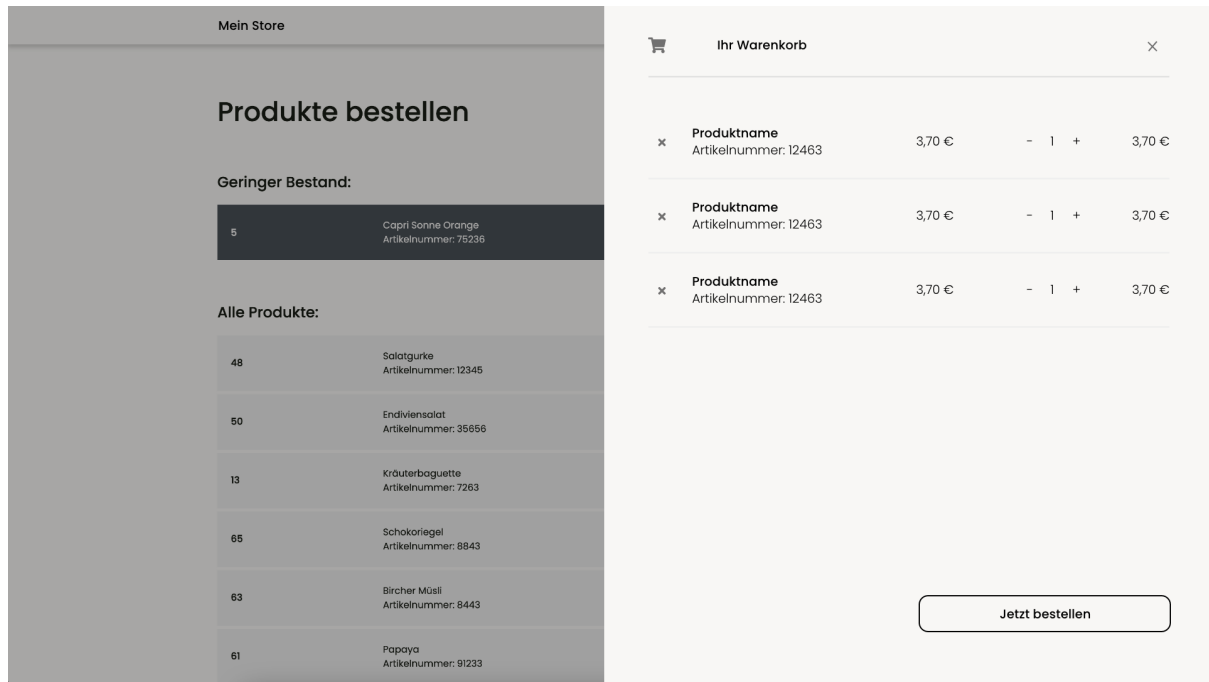 Mein Store
Produkte bestellen
Geringer Bestand:
5
Capri Sonne Orange
Artikelnummer: 75236
Alle Produkte:
48
Salatgurke
Artikelnummer: 12345
50
Endiviensalat
Artikelnummer: 35656
13
Kräuterbaguette
Artikelnummer: 7263
65
Schokoriegel
Artikelnummer: 8843
63
Bircher Müsli
Artikelnummer: 8443
61
Papaya
Artikelnummer: 91233
Ihr Warenkorb
Produktname
Artikelnummer: 12463
3,70 € - 1 + 3,70 €
Produktname
Artikelnummer: 12463
3,70 € - 1 + 3,70 €
Produktname
Artikelnummer: 12463
3,70 € - 1 + 3,70 €
Jetzt bestellen